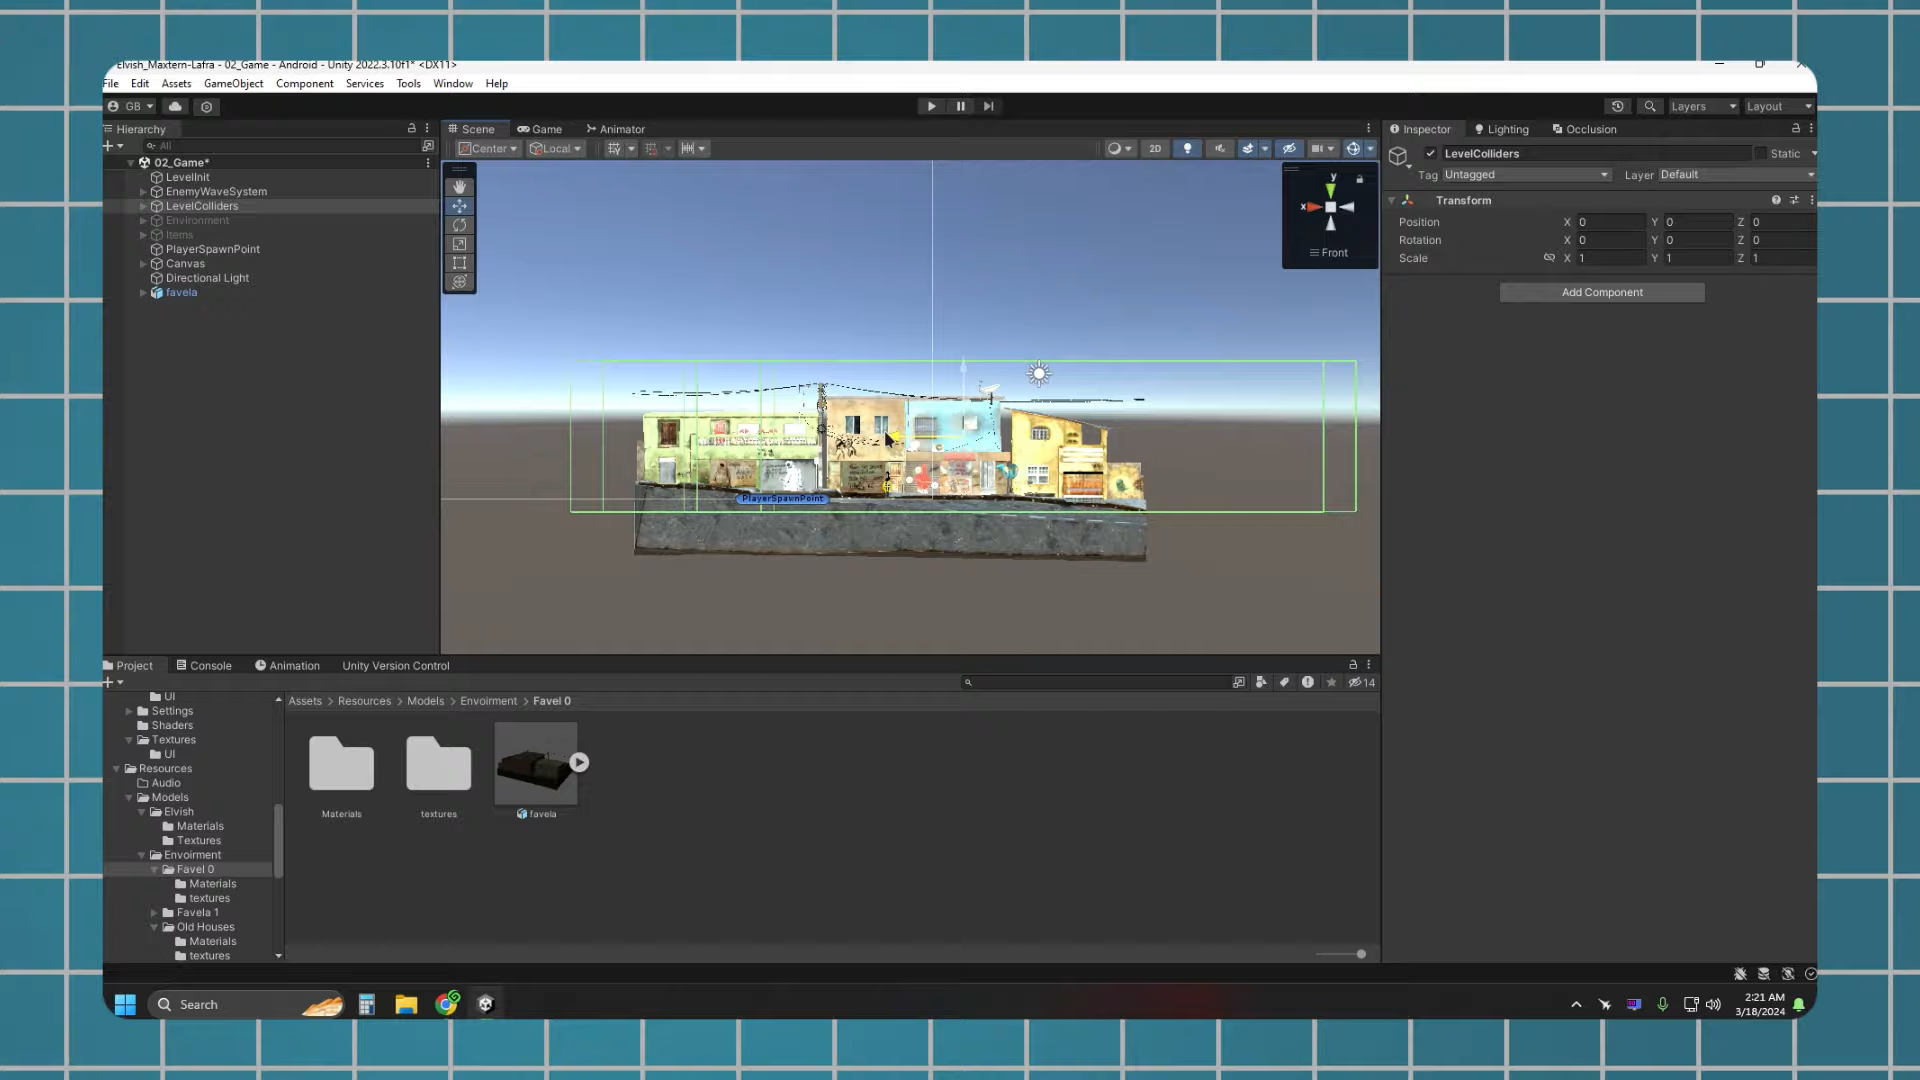 Elvish_Maxtern-Lafra - 02_Game - Android - Unity 2022.3.10f1* <DX11>
File Edit Assets GameObject Component Services Tools Window Help
GB
Layers Layout
Hierarchy
All
02_Game*
LevelInit
EnemyWaveSystem
LevelColliders
Environment
Items
PlayerSpawnPoint
Canvas
Directional Light
favela
Scene Game Animator
Center Local
2D
y
x
Front
PlayerSpawnPoint
Inspector Lighting Occlusion
LevelColliders Static
Tag Untagged Layer Default
Transform
Position X 0 Y 0 Z 0
Rotation X 0 Y 0 Z 0
Scale X 1 Y 1 Z 1
Add Component
Project Console Animation Unity Version Control
14
UI
Settings
Shaders
Textures
UI
Resources
Audio
Models
Elvish
Materials
Textures
Envoirment
Favel 0
Materials
textures
Favela 1
Old Houses
Materials
textures
Assets > Resources > Models > Envoirment > Favel 0
Materials textures favela
Search
2:21 AM
3/18/2024